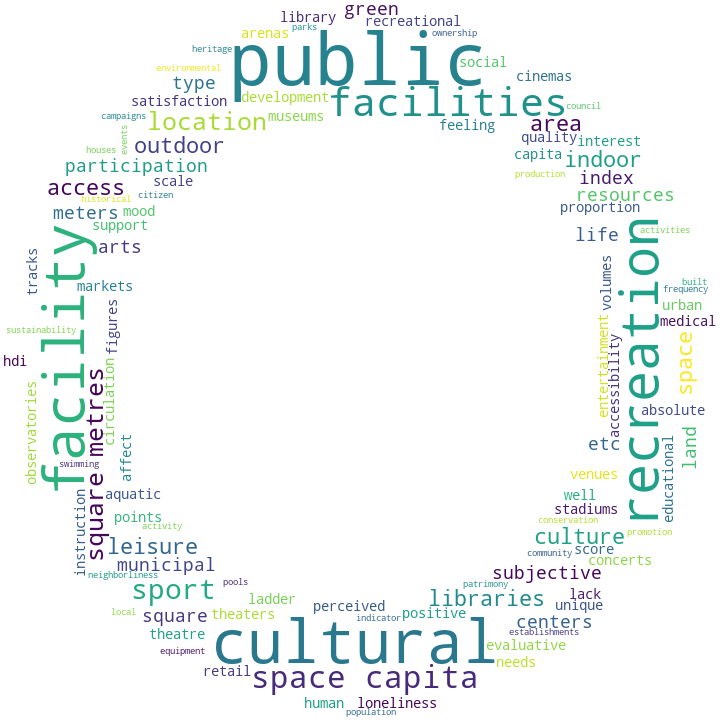 green
library
recreational
parks
ownership
arenas
public
heritage
social
environmental
cinemas
type
facilities
satisfaction
development
council
campaigns
location
museums
feeling
area
events
outdoor
quality
interest
houses
capita
indoor
participation
production
index
access
scale
citizen
resources
historical
proportion
meters
mood
support
life
activities
arts
tracks
facility
recreation
markets
volumes
built
frequency
urban
figures
sustainability
medical
hdi
entertainment
accessibility
space
circulation
square metres
observatories
absolute
affect
etc
land
educational
swimming
venues
aquatic
well
instruction
points
stadiums
activity
conservation
leisure
culture
promotion
municipal
community
score
concerts
neighborliness
subjective
sport
pools
patrimony
lack
ladder
libraries
perceived
unique
local
square
theaters
positive
indicator
centers
theatre
cultural
establishments
equipment
evaluative
retail
space capita
needs
human
loneliness
population